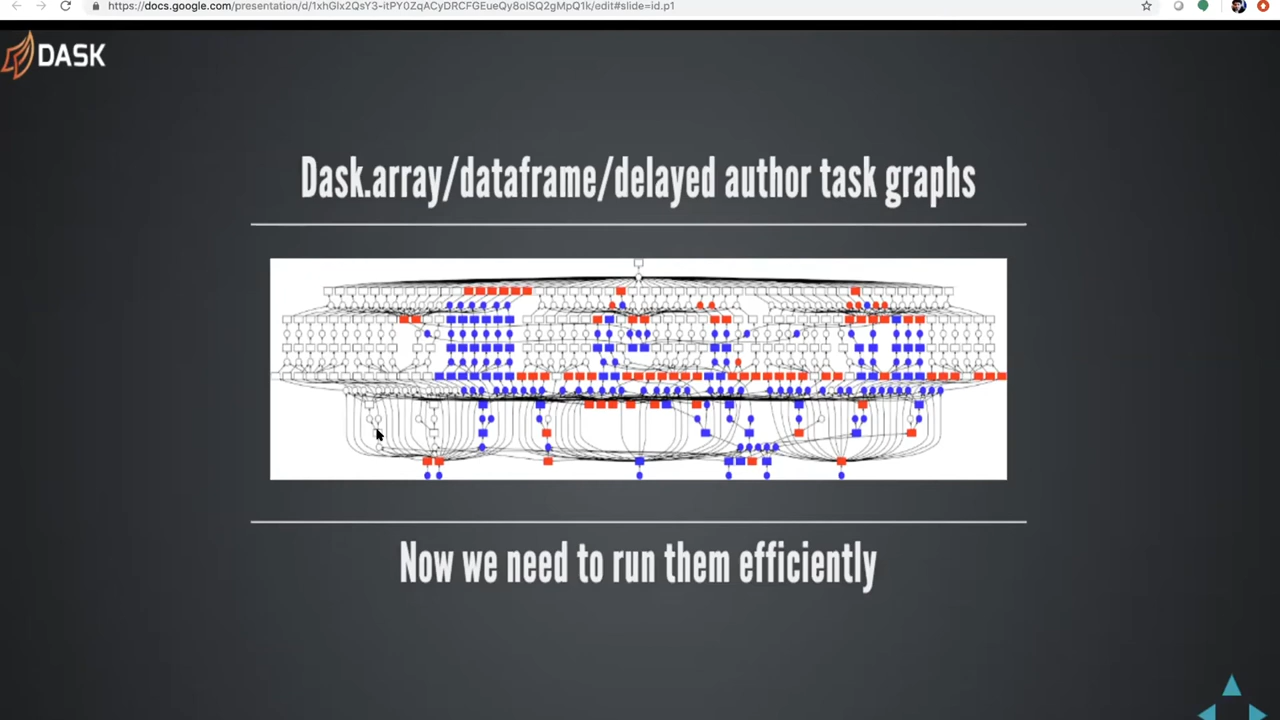 https://docs.google.com/presentation/d/1xhGlx2QsY3-itPY0ZqACyDRCFGEueQy8olSQ2gMpQ1k/edit#slide=id.p1
DASK
Dask.array/dataframe/delayed author task graphs
Now we need to run them efficiently